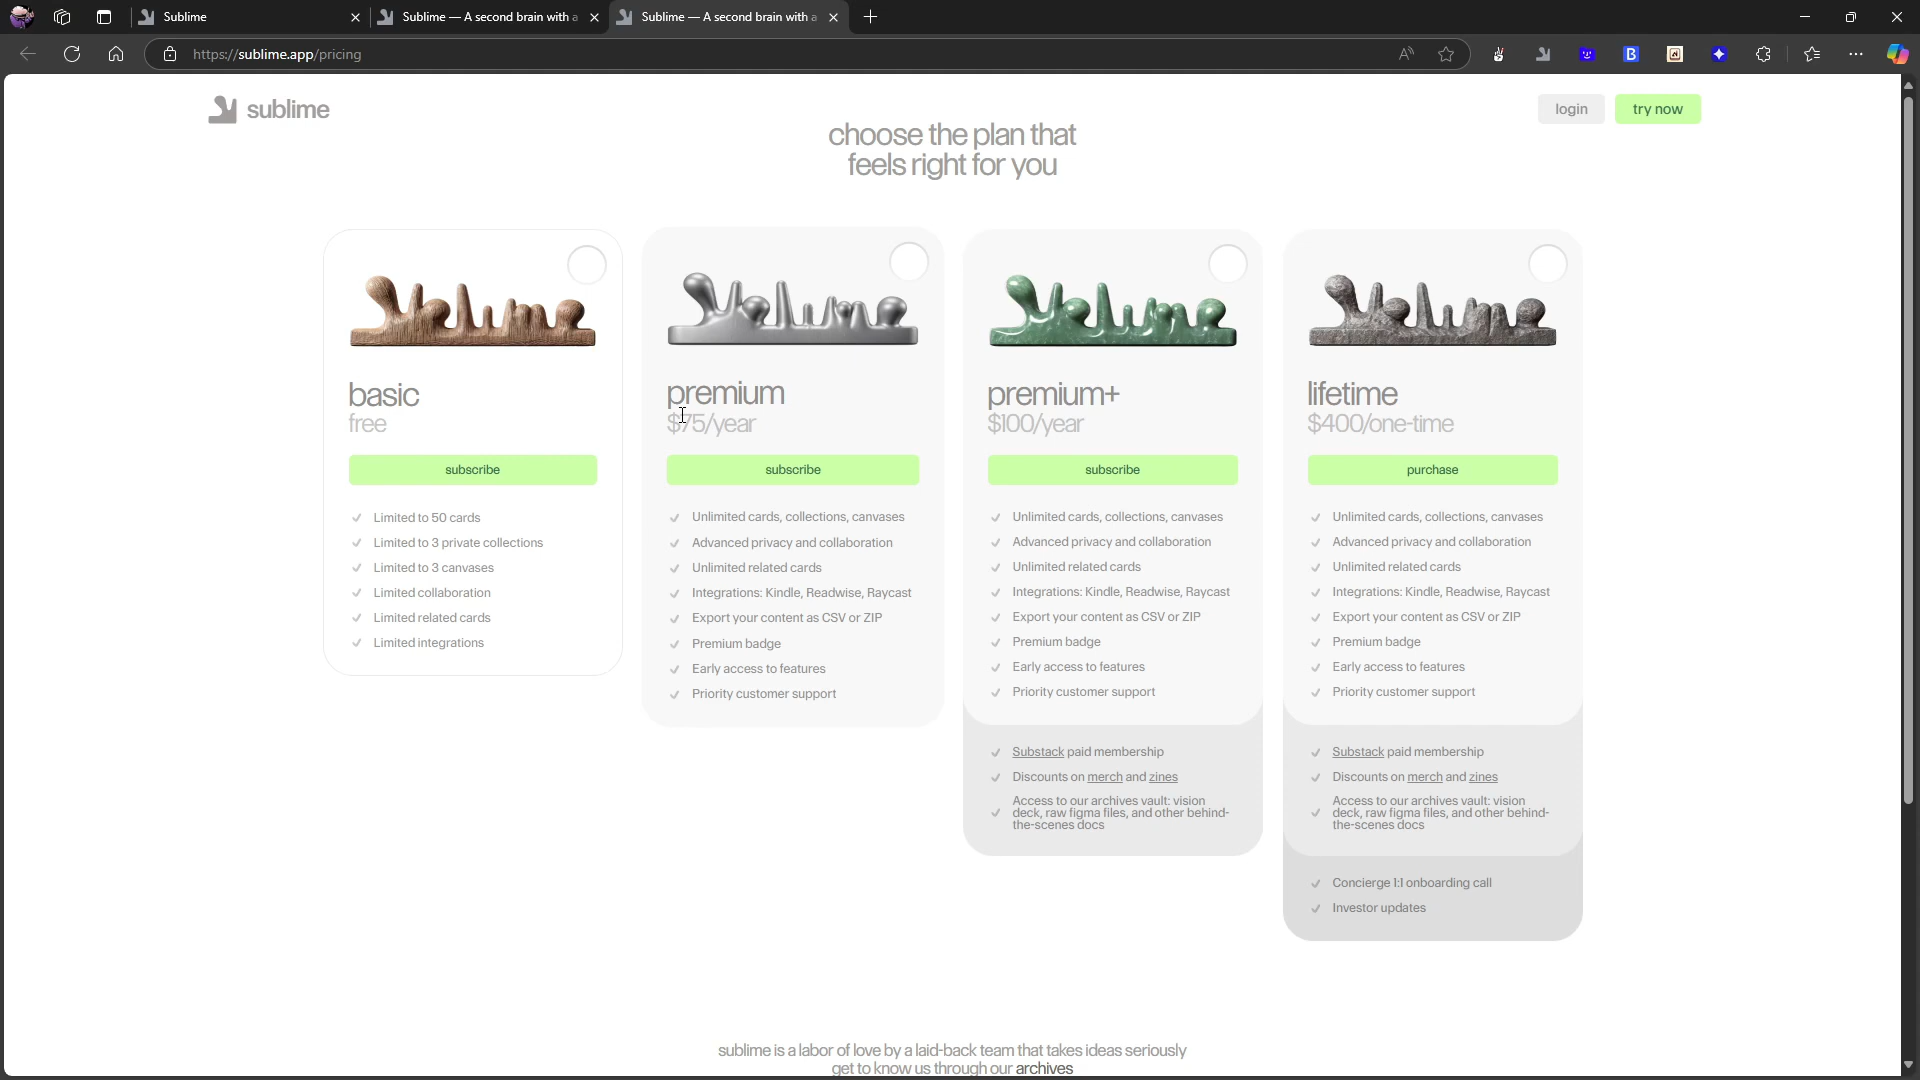 Sublime
Sublime — A second brain with a
Sublime — A second brain with a
https://sublime.app/pricing
sublime
login
try now
choose the plan that
feels right for you
basic
free
subscribe
Limited to 50 cards
Limited to 3 private collections
Limited to 3 canvases
Limited collaboration
Limited related cards
Limited integrations
premium
$75/year
subscribe
Unlimited cards, collections, canvases
Advanced privacy and collaboration
Unlimited related cards
Integrations: Kindle, Readwise, Raycast
Export your content as CSV or ZIP
Premium badge
Early access to features
Priority customer support
premium+
$100/year
subscribe
Unlimited cards, collections, canvases
Advanced privacy and collaboration
Unlimited related cards
Integrations: Kindle, Readwise, Raycast
Export your content as CSV or ZIP
Premium badge
Early access to features
Priority customer support
Substack paid membership
Discounts on merch and zines
Access to our archives vault: vision
deck, raw figma files, and other behind-
the-scenes docs
lifetime
$400/one-time
purchase
Unlimited cards, collections, canvases
Advanced privacy and collaboration
Unlimited related cards
Integrations: Kindle, Readwise, Raycast
Export your content as CSV or ZIP
Premium badge
Early access to features
Priority customer support
Substack paid membership
Discounts on merch and zines
Access to our archives vault: vision
deck, raw figma files, and other behind-
the-scenes docs
Concierge 1:1 onboarding call
Investor updates
sublime is a labor of love by a laid-back team that takes ideas seriously
get to know us through our archives